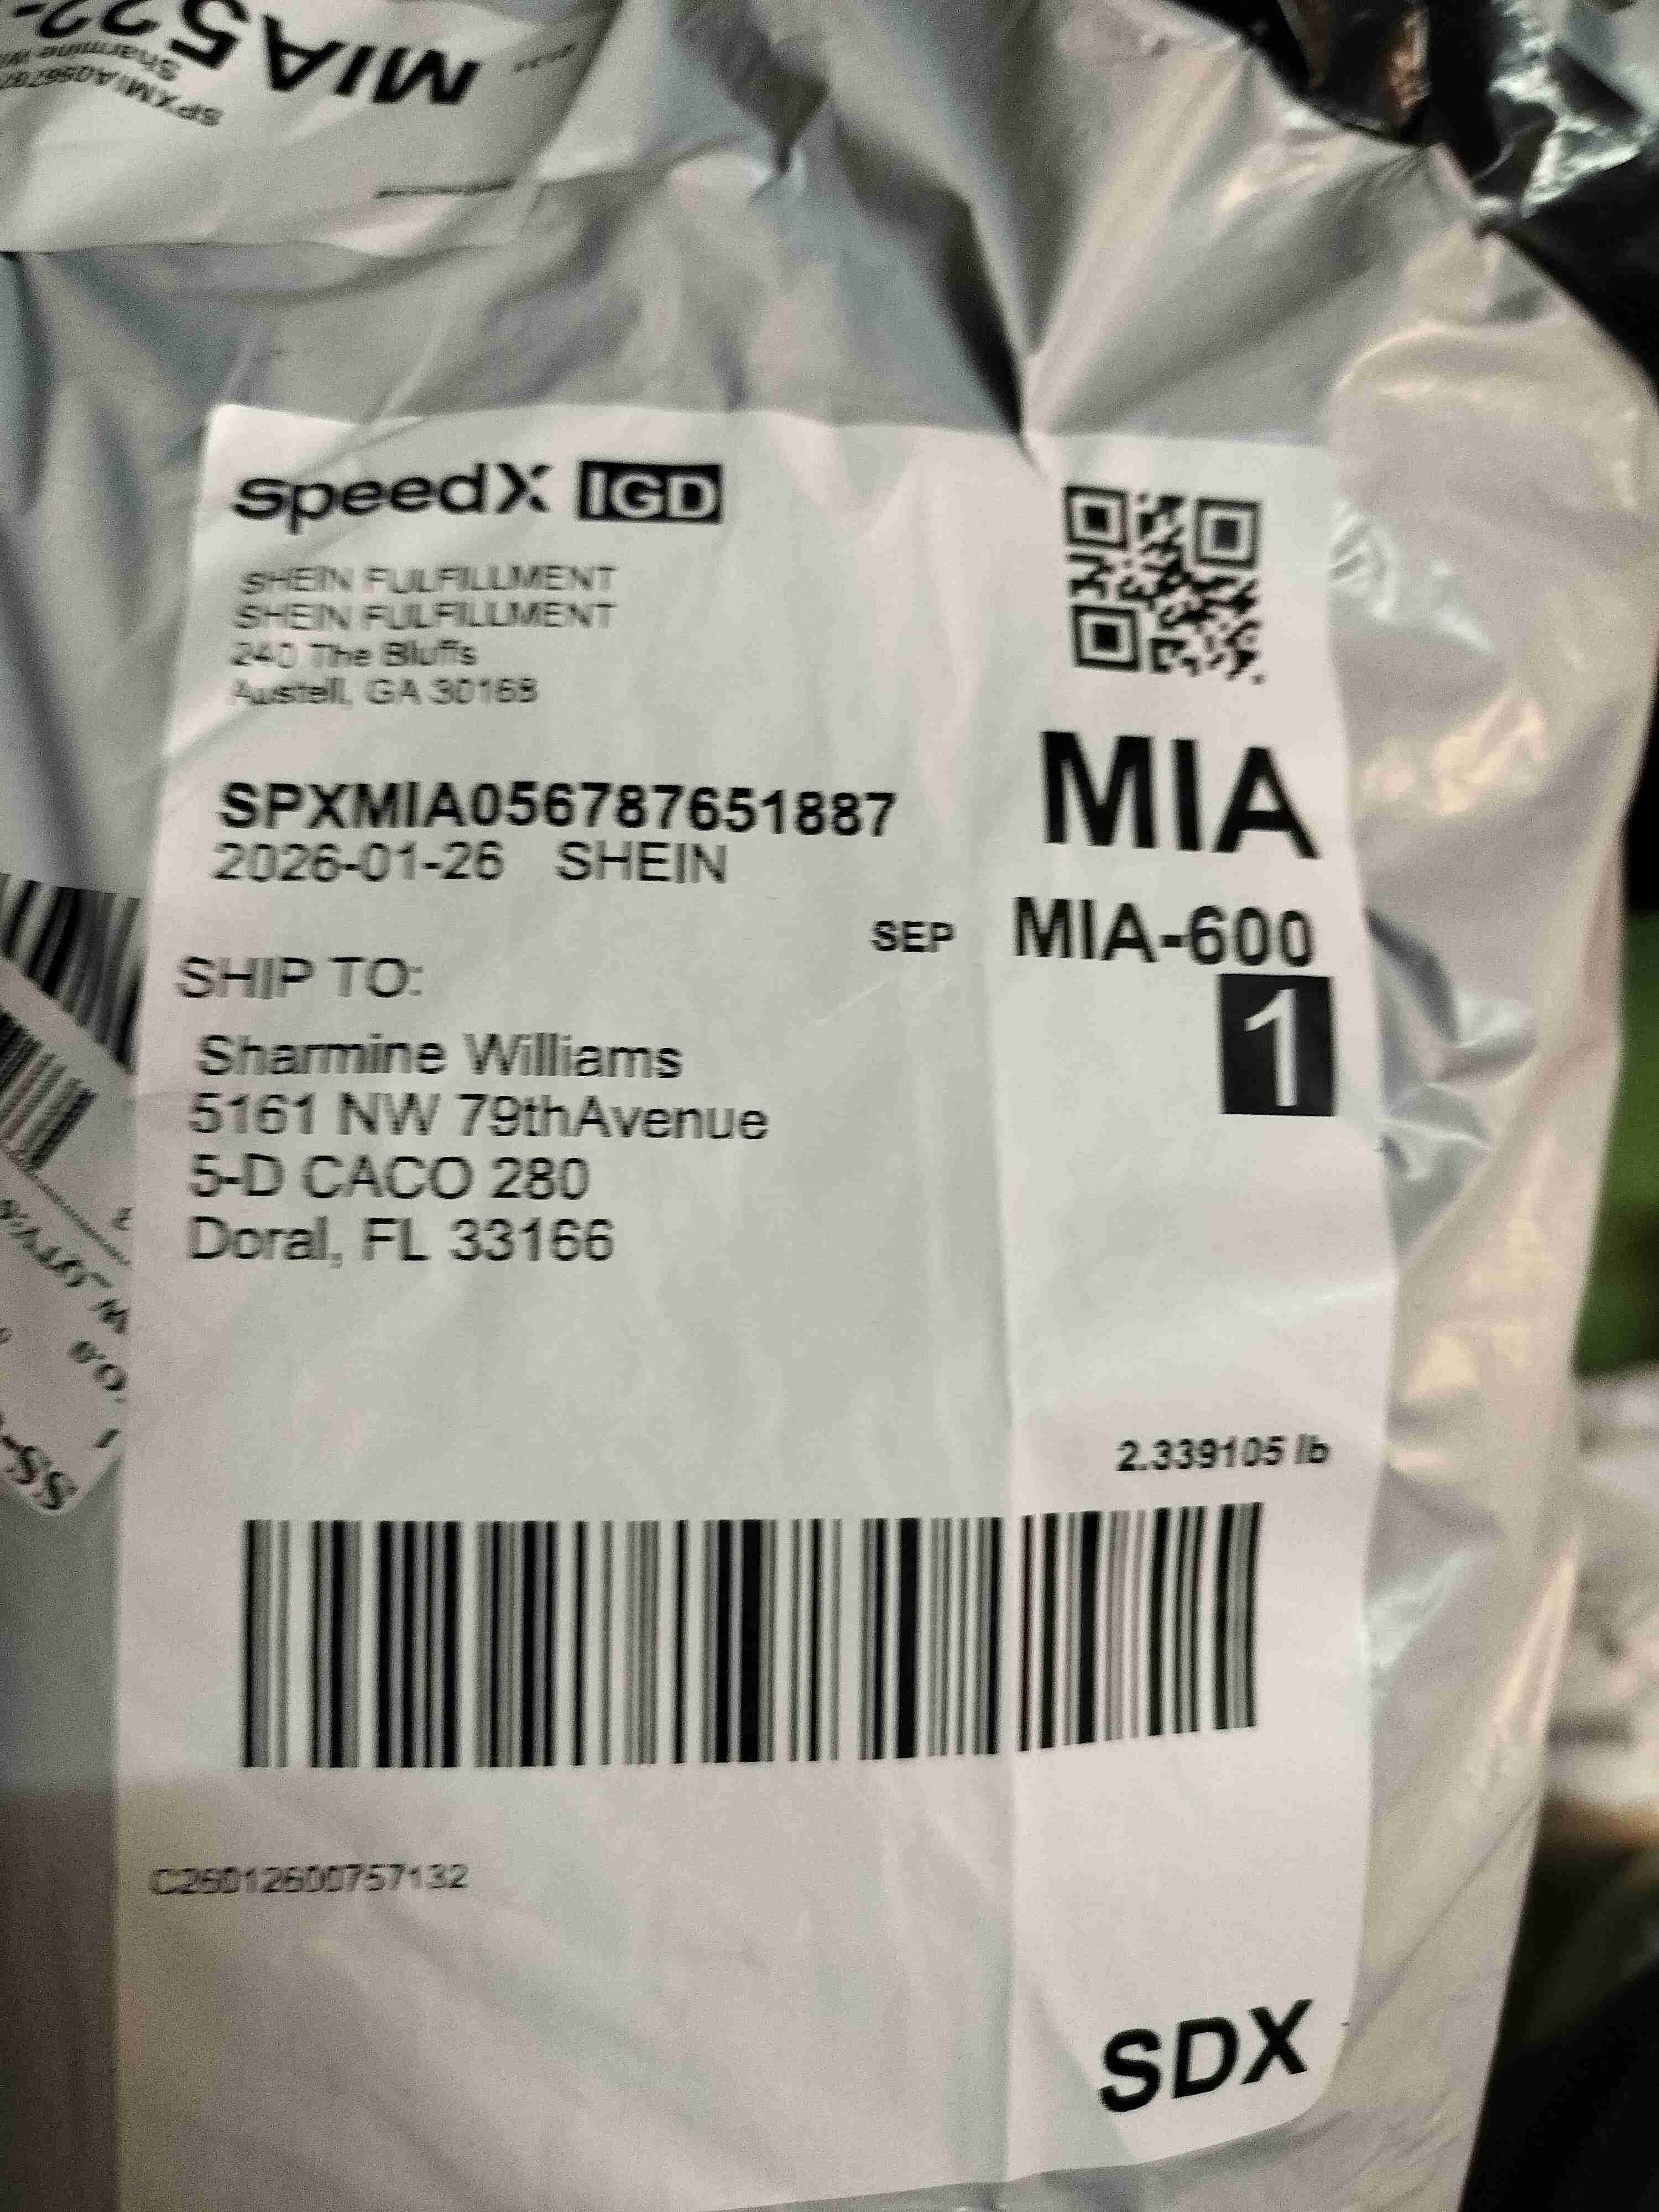 MIA522-
Sharmine
speedX IGD
SHEIN FULFILLMENT
SHEIN FULFILLMENT
240 The Bluffs
Austell, GA 30168
SPXMIA056787651887
2026-01-26 SHEIN
MIA
SEP MIA-600
1
SHIP TO:
Sharmine Williams
5161 NW 79thAvenue
5-D CACO 280
Doral, FL 33166
2.339105 lb
C26012600757132
SDX